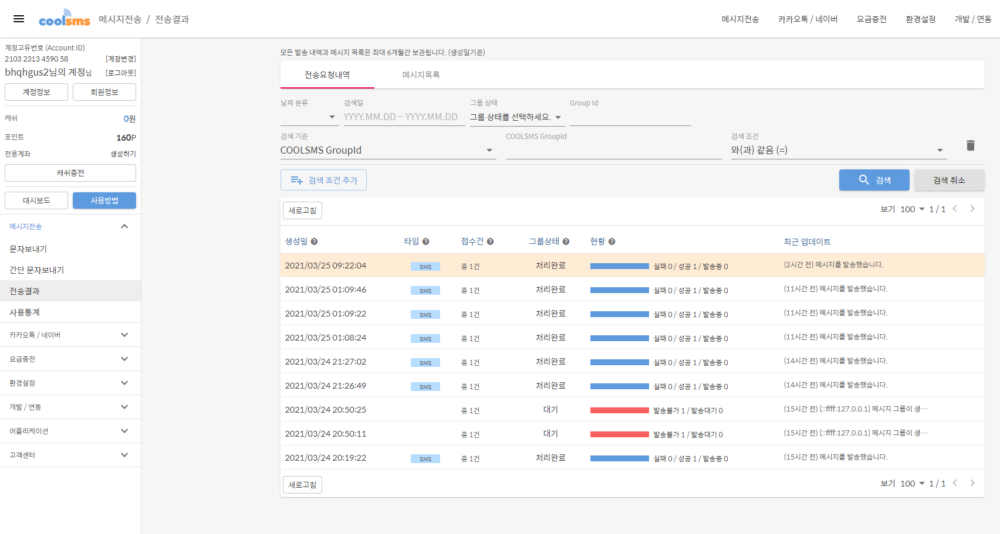 coolsms 메시지전송 / 전송결과 메시지전송 카카오톡 / 네이버 요금충전 환경설정 개발 / 연동
계정고유번호 (Account ID)
2103 2313 4590 58 [계정변경]
bhqhgus2님의 계정님 [로그아웃]
계정정보 회원정보
캐쉬 0원
포인트 160P
전용계좌 생성하기
캐쉬충전
대시보드 사용방법
메시지전송
문자보내기
간단 문자보내기
전송결과
사용통계
카카오톡 / 네이버
요금충전
환경설정
개발 / 연동
어플리케이션
고객센터
모든 발송 내역과 메시지 목록은 최대 6개월간 보관됩니다. (생성일기준)
전송요청내역 메시지목록
날짜 분류 검색일 그룹 상태 Group Id
YYYY.MM.DD ~ YYYY.MM.DD 그룹 상태를 선택하세요.
검색 기준 COOLSMS GroupId 검색 조건
COOLSMS GroupId 와(과) 같음 (=)
검색 조건 추가 검색 검색 취소
새로고침 보기 100 1 / 1
생성일 타입 접수건 그룹상태 현황 최근 업데이트
2021/03/25 09:22:04 SMS 총 1건 처리완료 실패 0 / 성공 1 / 발송중 0 (2시간 전) 메시지를 발송했습니다.
2021/03/25 01:09:46 SMS 총 1건 처리완료 실패 0 / 성공 1 / 발송중 0 (11시간 전) 메시지를 발송했습니다.
2021/03/25 01:09:22 SMS 총 1건 처리완료 실패 0 / 성공 1 / 발송중 0 (11시간 전) 메시지를 발송했습니다.
2021/03/25 01:08:24 SMS 총 1건 처리완료 실패 0 / 성공 1 / 발송중 0 (11시간 전) 메시지를 발송했습니다.
2021/03/24 21:27:02 SMS 총 1건 처리완료 실패 0 / 성공 1 / 발송중 0 (14시간 전) 메시지를 발송했습니다.
2021/03/24 21:26:49 SMS 총 1건 처리완료 실패 0 / 성공 1 / 발송중 0 (14시간 전) 메시지를 발송했습니다.
2021/03/24 20:50:25 총 1건 대기 발송불가 1 / 발송대기 0 (15시간 전) [::ffff:127.0.0.1] 메시지 그룹이 생…
2021/03/24 20:50:11 총 1건 대기 발송불가 1 / 발송대기 0 (15시간 전) [::ffff:127.0.0.1] 메시지 그룹이 생…
2021/03/24 20:19:22 SMS 총 1건 처리완료 실패 0 / 성공 1 / 발송중 0 (15시간 전) 메시지를 발송했습니다.
새로고침 보기 100 1 / 1